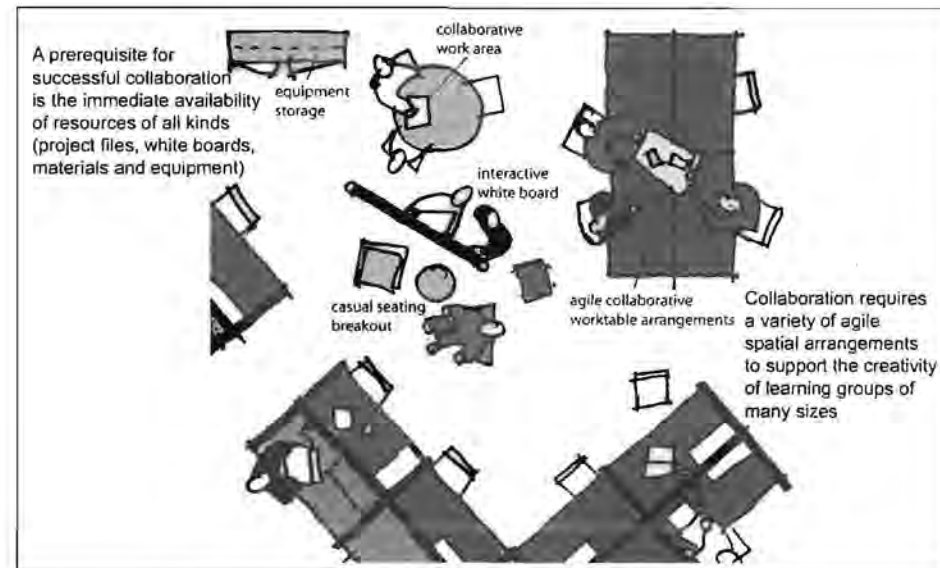 A prerequisite for
successful collaboration
is the immediate availability
of resources of all kinds
(project files, white boards,
materials and equipment)
equipment
storage
collaborative
work area
interactive
white board
casual seating
breakout
agile collaborative
worktable arrangements
Collaboration requires
a variety of agile
spatial arrangements
to support the creativity
of learning groups of
many sizes